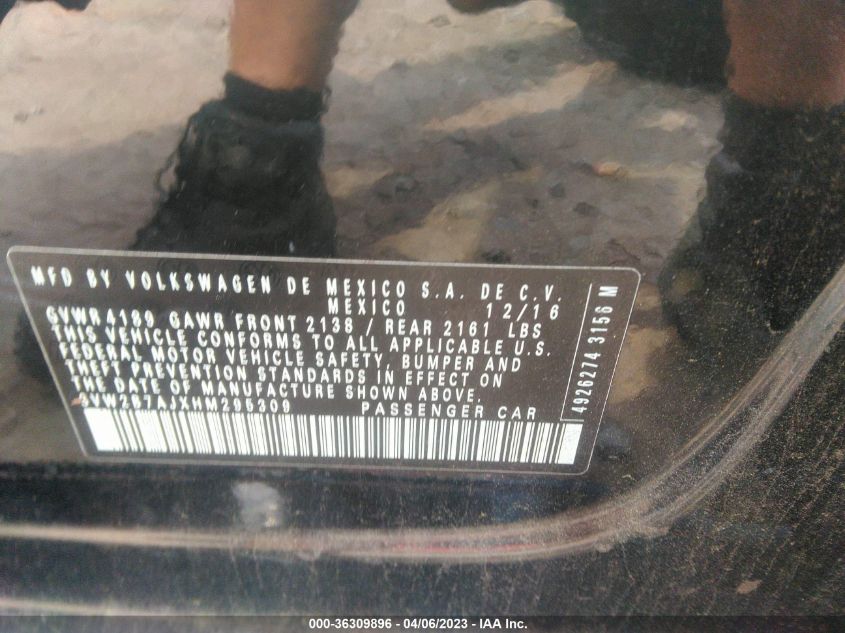 MFD BY VOLKSWAGEN DE MEXICO S.A. DE C.V.
MEXICO 12/16
GVWR 4189 GAWR FRONT 2138 / REAR 2161 LBS
THIS VEHICLE CONFORMS TO ALL APPLICABLE U.S.
FEDERAL MOTOR VEHICLE SAFETY, BUMPER AND
THEFT PREVENTION STANDARDS IN EFFECT ON
THE DATE OF MANUFACTURE SHOWN ABOVE.
3VW267AJXHM295309 PASSENGER CAR
4926274 3156 M
000-36309896 - 04/06/2023 - IAA Inc.